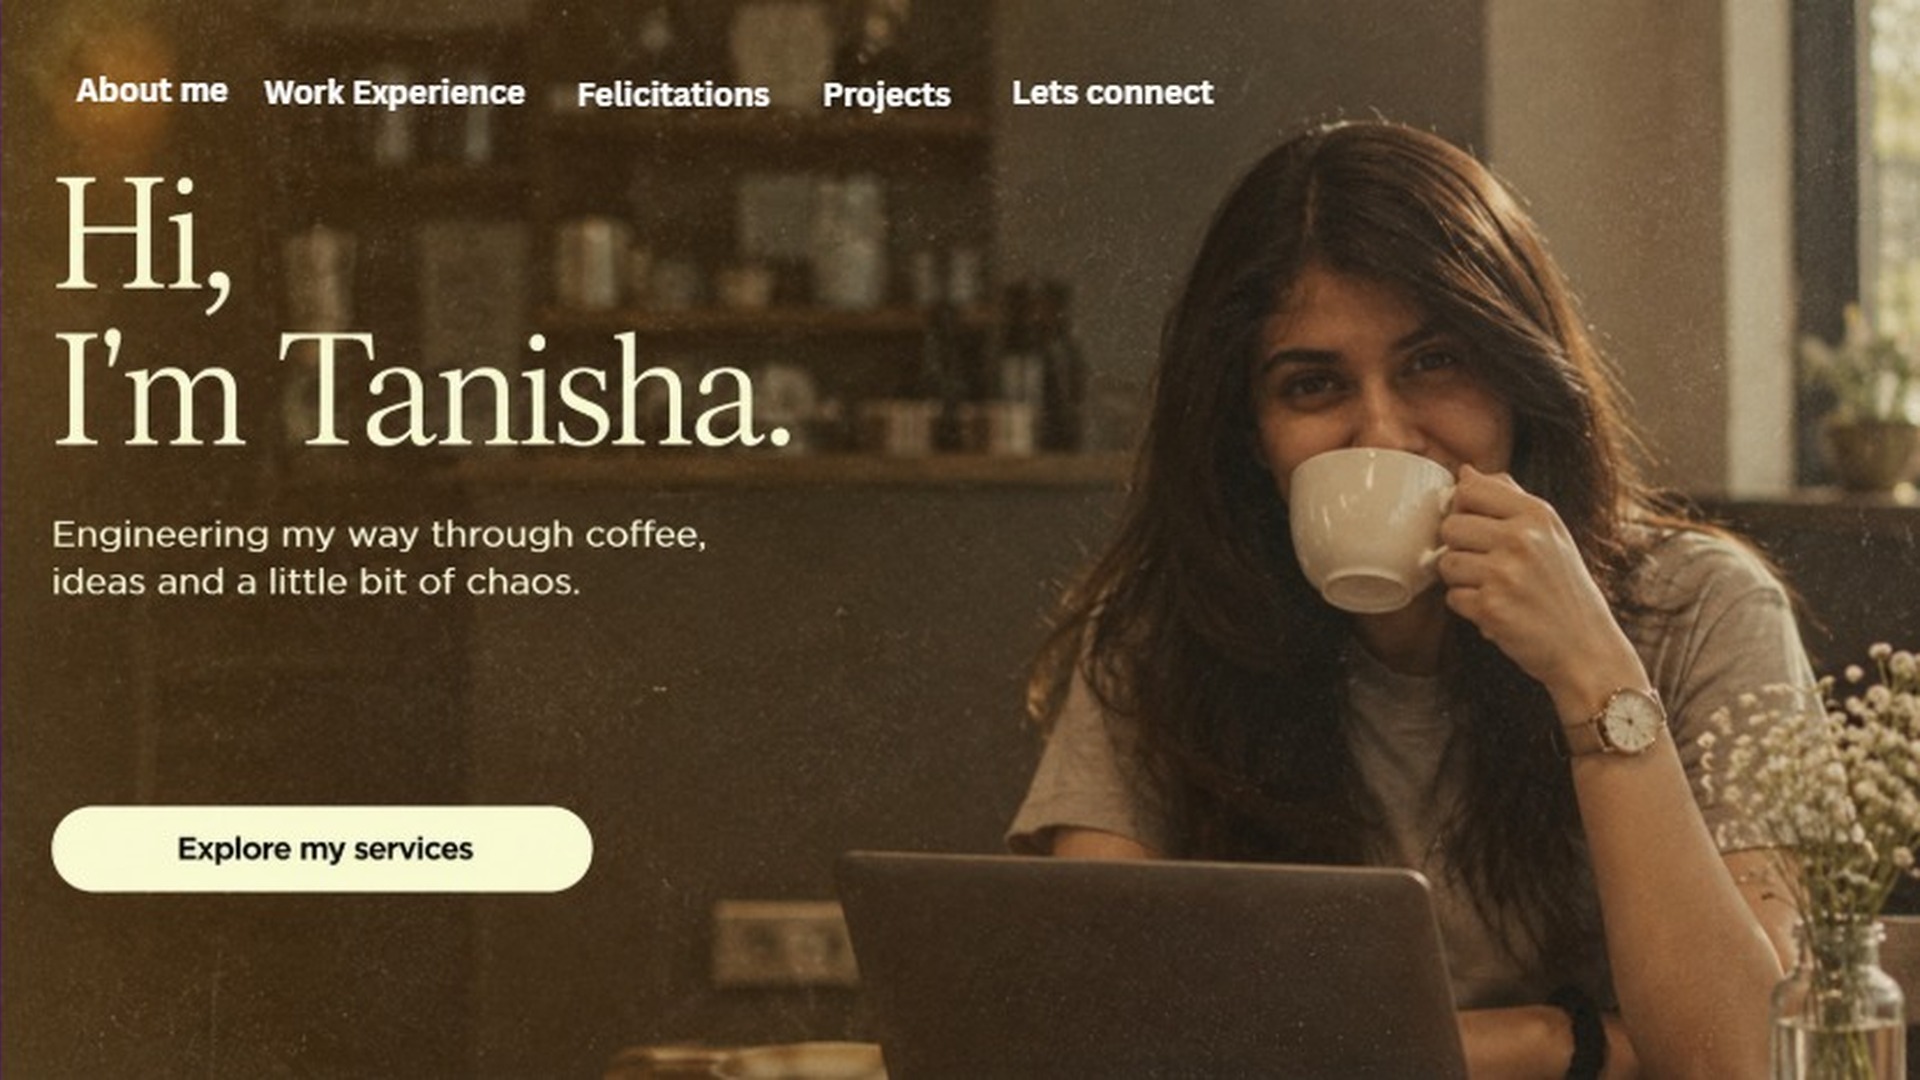 About me Work Experience Felicitations Projects Lets connect
Hi,
I'm Tanisha.
Engineering my way through coffee,
ideas and a little bit of chaos.
Explore my services